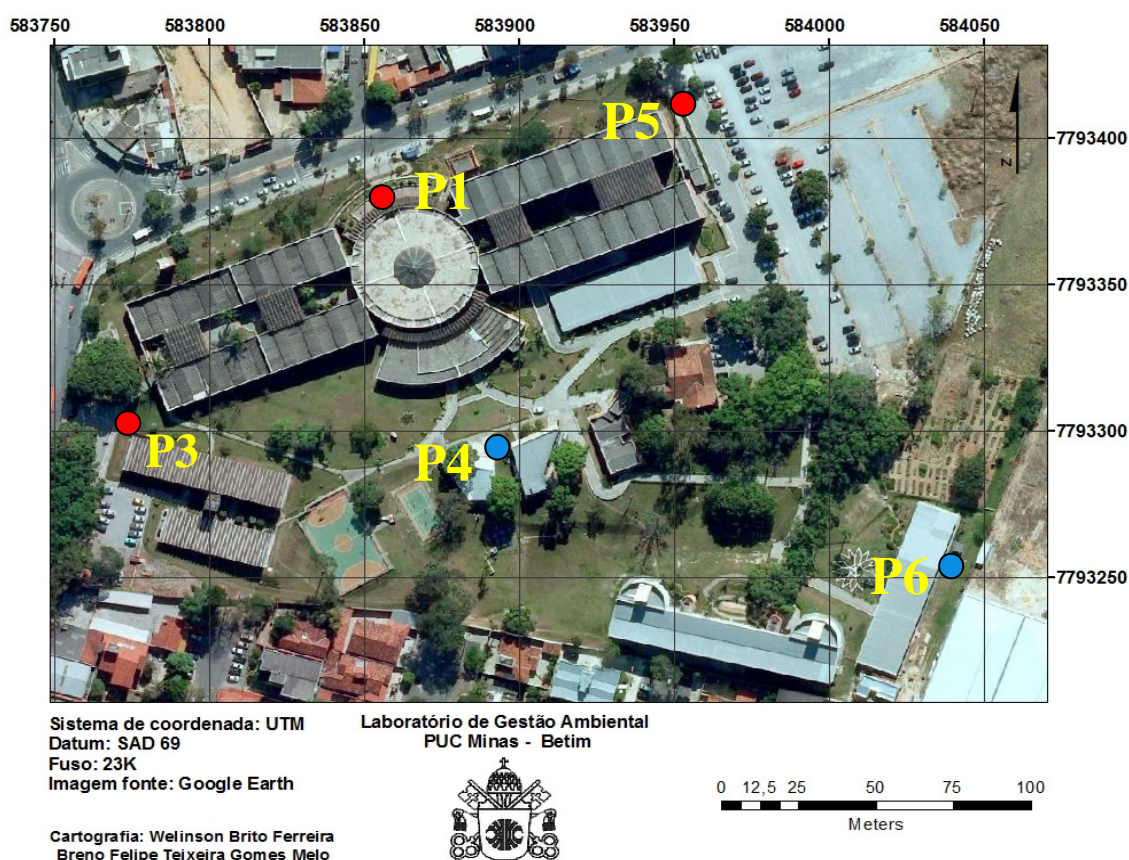 583750 583800 583850 583900 583950 584000 584050
P5
7793400
N
P1
7793350
P3
7793300
P4
P6
7793250
Sistema de coordenada: UTM
Datum: SAD 69
Fuso: 23K
Imagem fonte: Google Earth
Laboratório de Gestão Ambiental
PUC Minas - Betim
0 12,5 25 50 75 100
Meters
Cartografia: Welinson Brito Ferreira
Breno Felipe Teixeira Gomes Melo